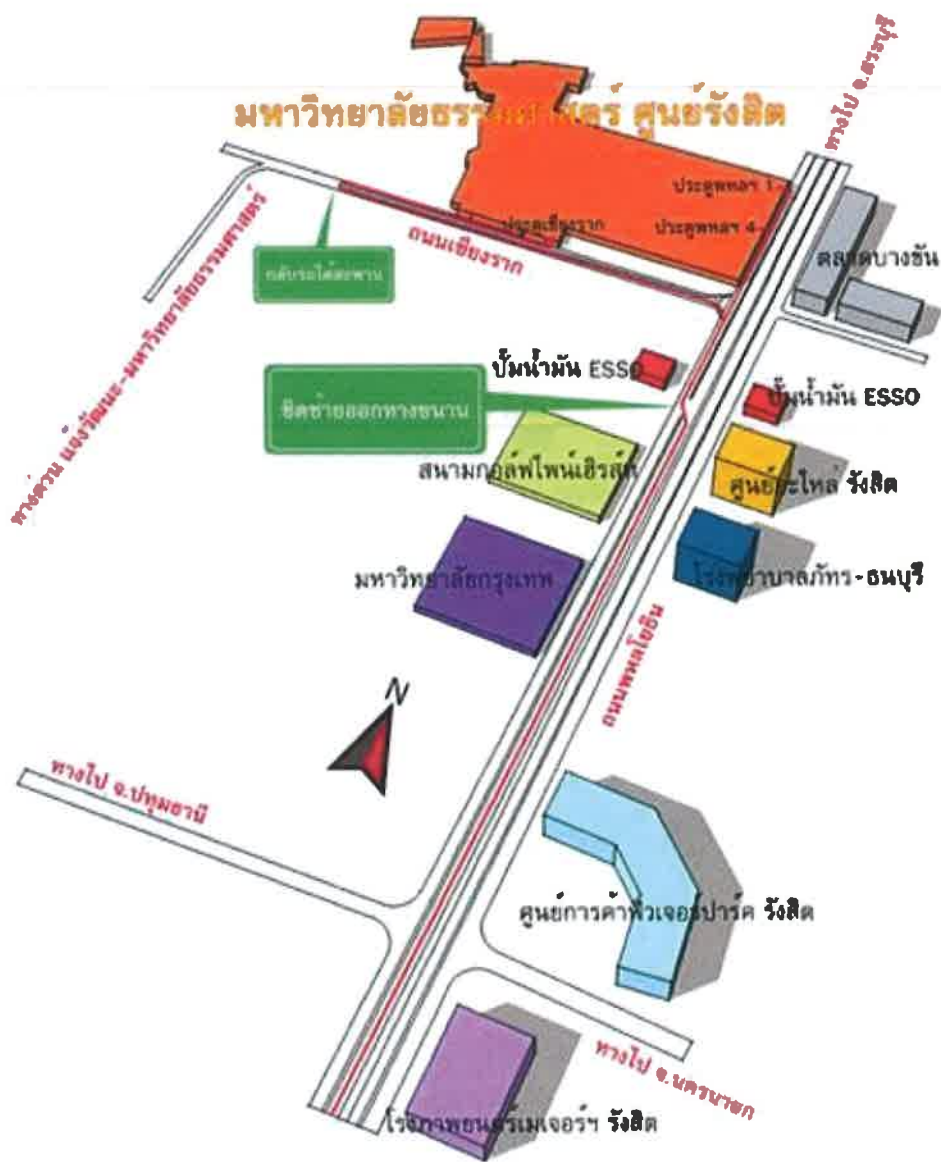 ทางไป จ.สระบุรี
มหาวิทยาลัยธรรมศาสตร์ ศูนย์รังสิต
ประตูพหลฯ 1
ประตูพหลฯ 4
ประตูเชียงราก
ถนนเชียงราก
ตลาดบางขัน
กลับรถใต้สะพาน
ทางด่วน แจ้งวัฒนะ-มหาวิทยาลัยธรรมศาสตร์
ปั๊มน้ำมัน ESSO
ปั๊มน้ำมัน ESSO
ชิดซ้ายออกทางขนาน
สนามกอล์ฟไพน์เฮิร์สท
ศูนย์อะไหล่ รังสิต
มหาวิทยาลัยกรุงเทพ
โรงพยาบาลภัทร-ธนบุรี
ถนนพหลโยธิน
N
ทางไป จ.ปทุมธานี
ศูนย์การค้าฟิวเจอร์ปาร์ค รังสิต
ทางไป จ.นครนายก
โรงภาพยนตร์เมเจอร์ฯ รังสิต